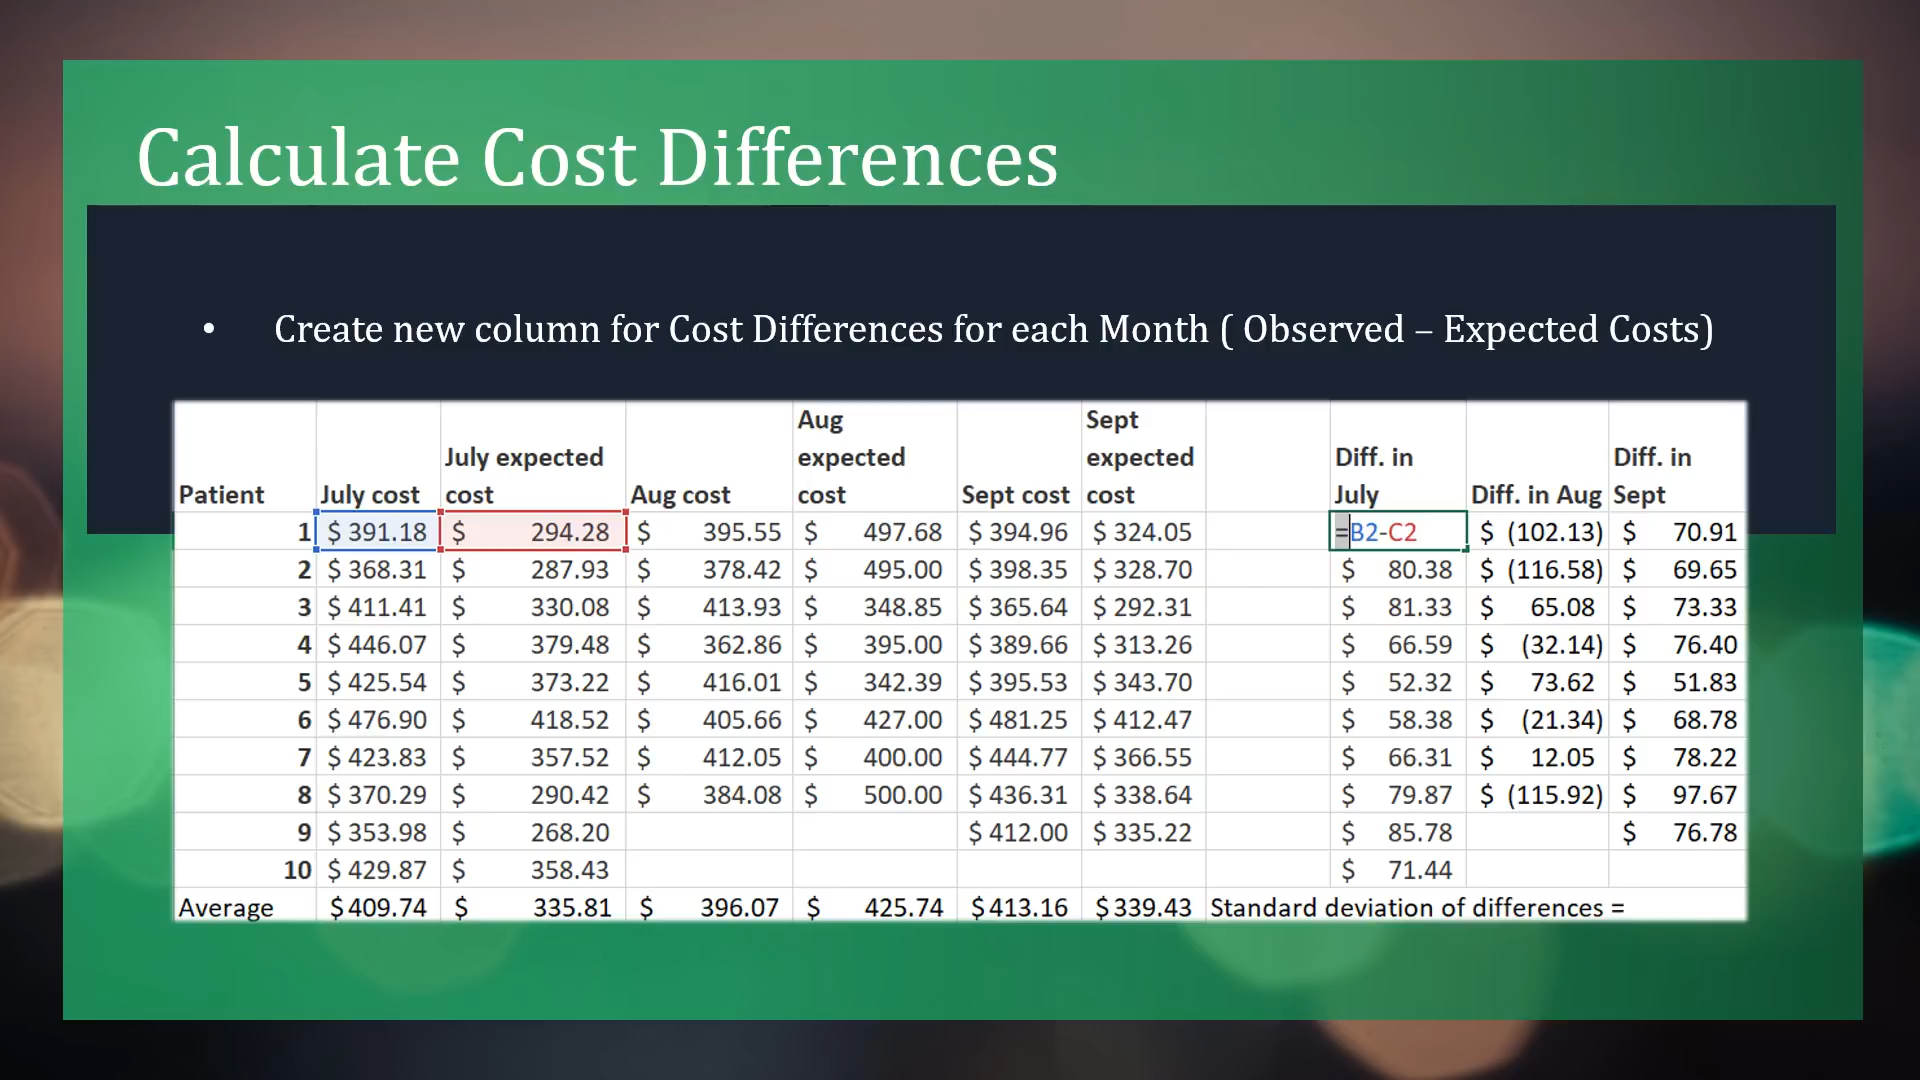 Calculate Cost Differences
• Create new column for Cost Differences for each Month ( Observed – Expected Costs)
Patient July cost July expected cost Aug cost Aug expected cost Sept cost Sept expected cost Diff. in July Diff. in Aug Diff. in Sept
1 $ 391.18 $ 294.28 $ 395.55 $ 497.68 $ 394.96 $ 324.05 =B2-C2 $ (102.13) $ 70.91
2 $ 368.31 $ 287.93 $ 378.42 $ 495.00 $ 398.35 $ 328.70 $ 80.38 $ (116.58) $ 69.65
3 $ 411.41 $ 330.08 $ 413.93 $ 348.85 $ 365.64 $ 292.31 $ 81.33 $ 65.08 $ 73.33
4 $ 446.07 $ 379.48 $ 362.86 $ 395.00 $ 389.66 $ 313.26 $ 66.59 $ (32.14) $ 76.40
5 $ 425.54 $ 373.22 $ 416.01 $ 342.39 $ 395.53 $ 343.70 $ 52.32 $ 73.62 $ 51.83
6 $ 476.90 $ 418.52 $ 405.66 $ 427.00 $ 481.25 $ 412.47 $ 58.38 $ (21.34) $ 68.78
7 $ 423.83 $ 357.52 $ 412.05 $ 400.00 $ 444.77 $ 366.55 $ 66.31 $ 12.05 $ 78.22
8 $ 370.29 $ 290.42 $ 384.08 $ 500.00 $ 436.31 $ 338.64 $ 79.87 $ (115.92) $ 97.67
9 $ 353.98 $ 268.20 $ 412.00 $ 335.22 $ 85.78 $ 76.78
10 $ 429.87 $ 358.43 $ 71.44
Average $ 409.74 $ 335.81 $ 396.07 $ 425.74 $ 413.16 $ 339.43 Standard deviation of differences =